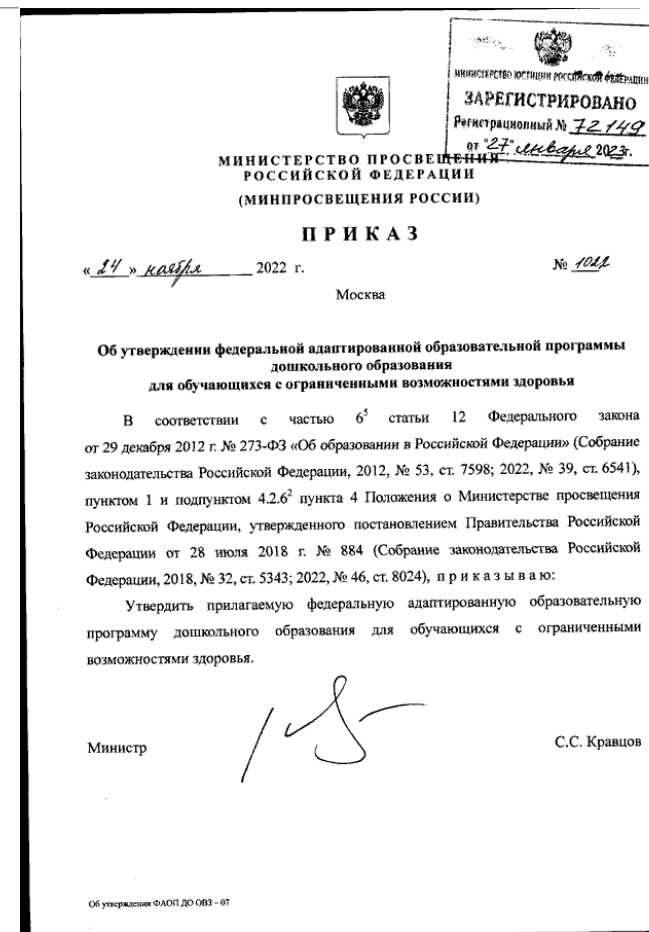 МИНИСТЕРСТВО ЮСТИЦИИ РОССИЙСКОЙ ФЕДЕРАЦИИ
ЗАРЕГИСТРИРОВАНО
Регистрационный № 72149
от "27" января 2023г.
МИНИСТЕРСТВО ПРОСВЕЩЕНИЯ
РОССИЙСКОЙ ФЕДЕРАЦИИ
(МИНПРОСВЕЩЕНИЯ РОССИИ)
ПРИКАЗ
« 24 » ноября 2022 г.
№ 1022
Москва
Об утверждении федеральной адаптированной образовательной программы
дошкольного образования
для обучающихся с ограниченными возможностями здоровья
В соответствии с частью 6⁵ статьи 12 Федерального закона
от 29 декабря 2012 г. № 273-ФЗ «Об образовании в Российской Федерации» (Собрание
законодательства Российской Федерации, 2012, № 53, ст. 7598; 2022, № 39, ст. 6541),
пунктом 1 и подпунктом 4.2.6² пункта 4 Положения о Министерстве просвещения
Российской Федерации, утвержденного постановлением Правительства Российской
Федерации от 28 июля 2018 г. № 884 (Собрание законодательства Российской
Федерации, 2018, № 32, ст. 5343; 2022, № 46, ст. 8024), п р и к а з ы в а ю:
Утвердить прилагаемую федеральную адаптированную образовательную
программу дошкольного образования для обучающихся с ограниченными
возможностями здоровья.
Министр
С.С. Кравцов
Об утверждении ФАОП ДО ОВЗ – 07